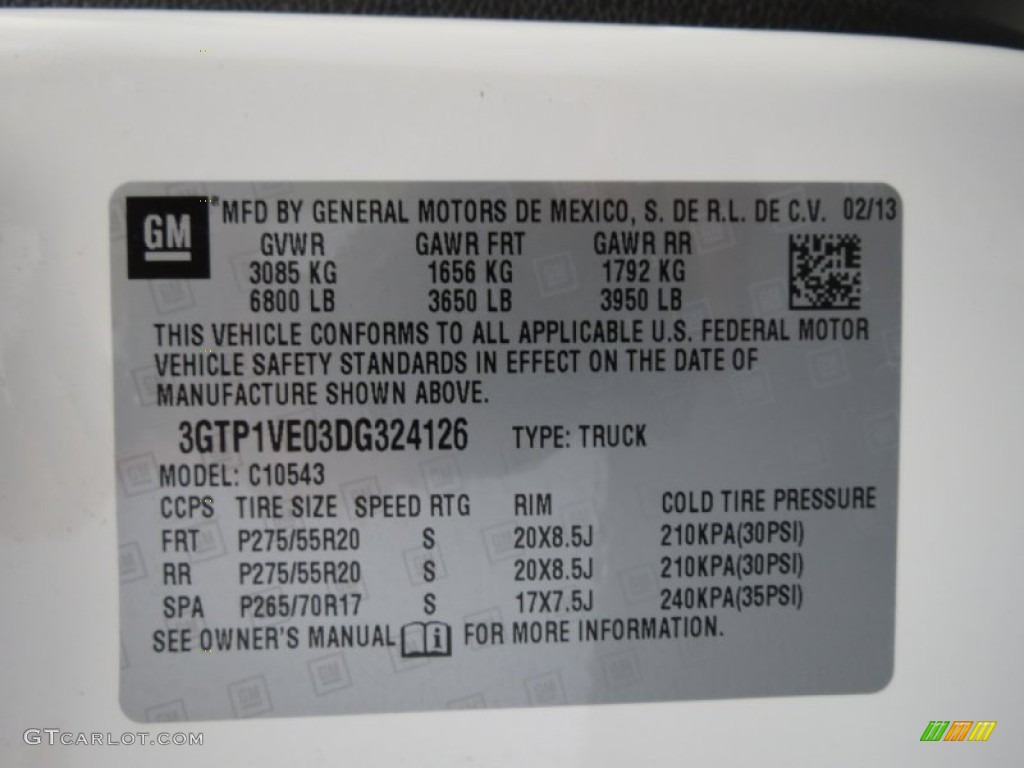 GM
MFD BY GENERAL MOTORS DE MEXICO, S. DE R.L. DE C.V. 02/13
GVWR GAWR FRT GAWR RR
3085 KG 1656 KG 1792 KG
6800 LB 3650 LB 3950 LB
THIS VEHICLE CONFORMS TO ALL APPLICABLE U.S. FEDERAL MOTOR
VEHICLE SAFETY STANDARDS IN EFFECT ON THE DATE OF
MANUFACTURE SHOWN ABOVE.
3GTP1VE03DG324126 TYPE: TRUCK
MODEL: C10543
CCPS TIRE SIZE SPEED RTG RIM COLD TIRE PRESSURE
FRT P275/55R20 S 20X8.5J 210KPA(30PSI)
RR P275/55R20 S 20X8.5J 210KPA(30PSI)
SPA P265/70R17 S 17X7.5J 240KPA(35PSI)
SEE OWNER'S MANUAL i FOR MORE INFORMATION.
GTCARLOT.COM